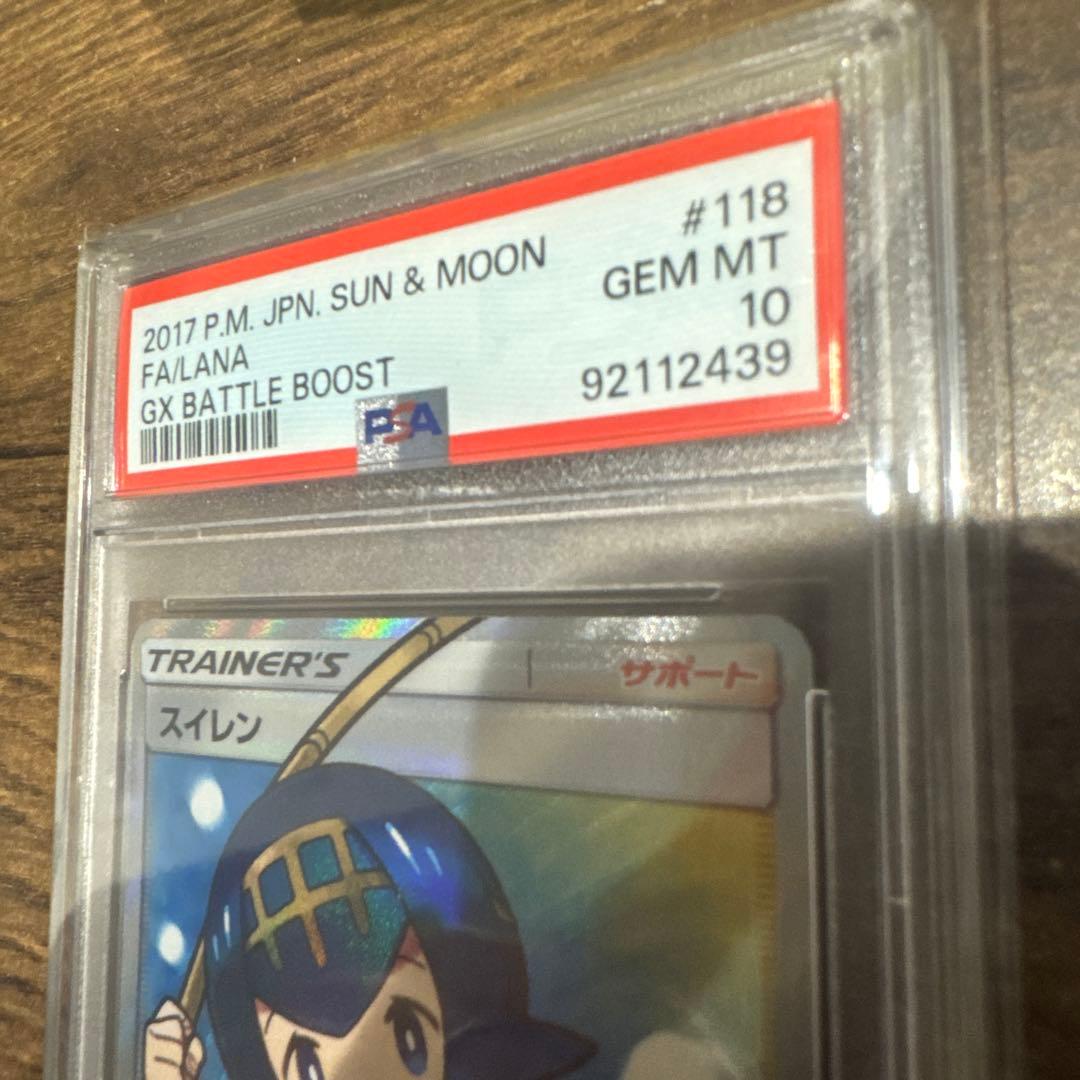 2017 P.M. JPN. SUN & MOON
FA/LANA
GX BATTLE BOOST
#118
GEM MT
10
92112439
PSA
TRAINER'S
サポート
スイレン